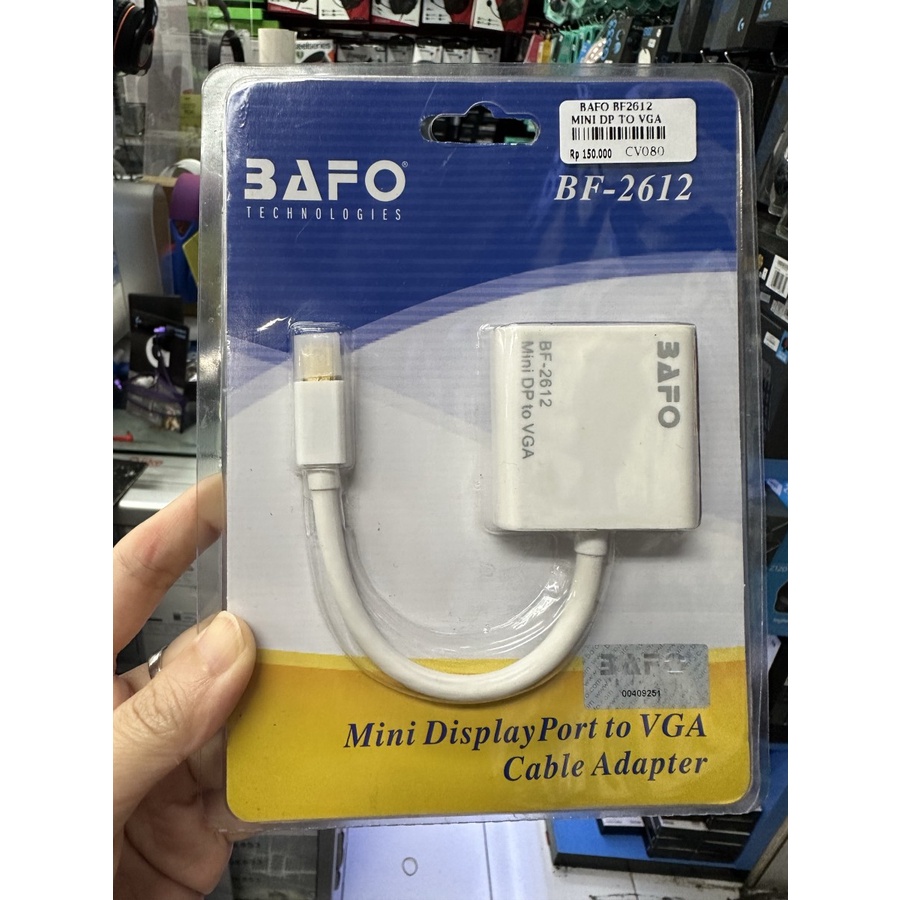 steelseries
BAFO BF2612
MINI DP TO VGA
Rp 150.000 CV080
BAFO®
TECHNOLOGIES
BF-2612
BAFO
BF-2612
Mini DP to VGA
BAFO
00409251
Mini DisplayPort to VGA
Cable Adapter